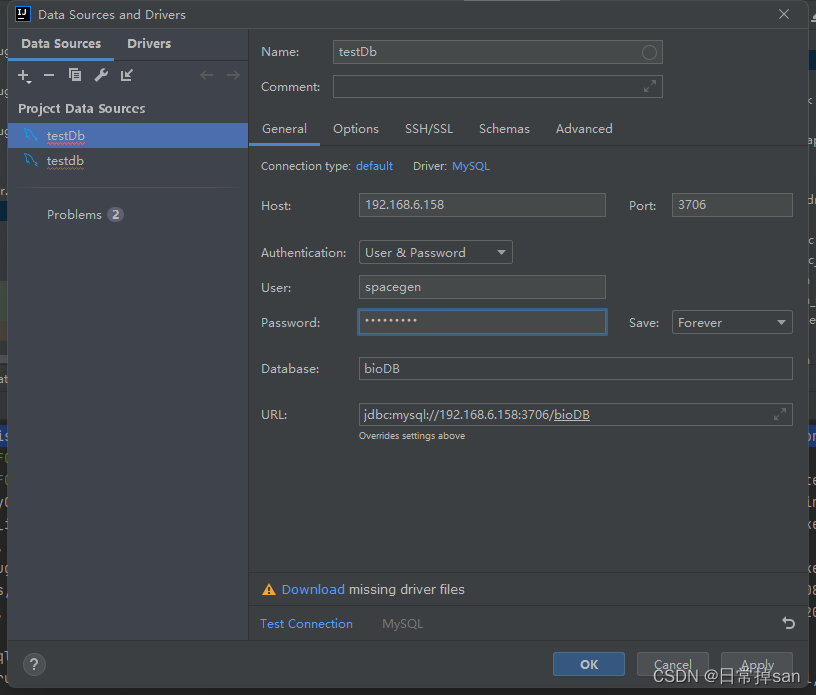 Data Sources and Drivers
Data Sources Drivers
Project Data Sources
testDb
testdb
Problems 2
Name: testDb
Comment:
General Options SSH/SSL Schemas Advanced
Connection type: default Driver: MySQL
Host: 192.168.6.158 Port: 3706
Authentication: User & Password
User: spacegen
Password: •••••••••
Save: Forever
Database: bioDB
URL: jdbc:mysql://192.168.6.158:3706/bioDB
Overrides settings above
Download missing driver files
Test Connection MySQL
? OK Cancel Apply
CSDN @日常掉san